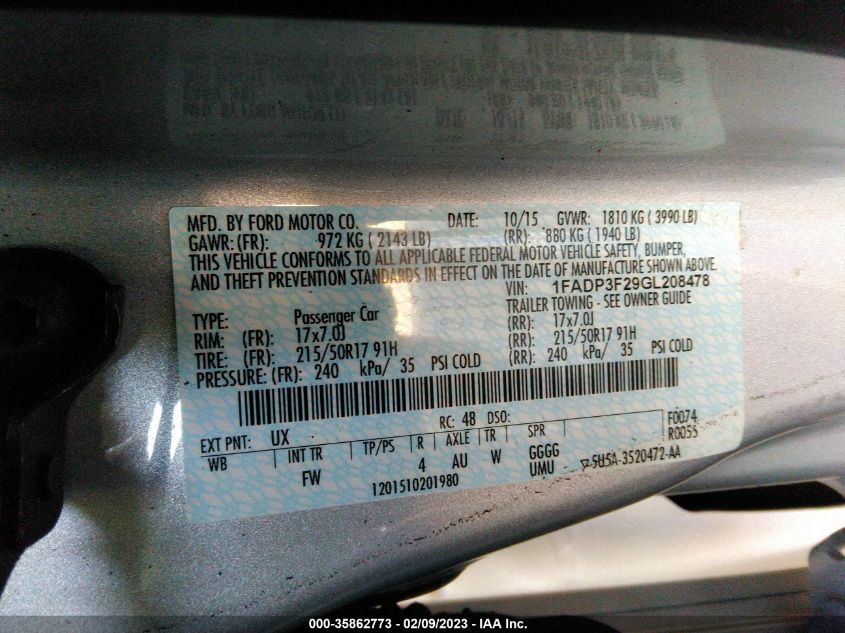 MFD. BY FORD MOTOR CO. DATE: 10/15 GVWR: 1810 KG ( 3990 LB)
GAWR: (FR): 972 KG ( 2143 LB) (RR): 880 KG ( 1940 LB)
THIS VEHICLE CONFORMS TO ALL APPLICABLE FEDERAL MOTOR VEHICLE SAFETY, BUMPER,
AND THEFT PREVENTION STANDARDS IN EFFECT ON THE DATE OF MANUFACTURE SHOWN ABOVE.
VIN: 1FADP3F29GL208478
TYPE: Passenger Car TRAILER TOWING - SEE OWNER GUIDE
RIM: (FR): 17x7.0J (RR): 17x7.0J
TIRE: (FR): 215/50R17 91H (RR): 215/50R17 91H
PRESSURE: (FR): 240 kPa/ 35 PSI COLD (RR): 240 kPa/ 35 PSI COLD
EXT PNT: UX RC: 48 DSO: F0074
WB INT TR TP/PS R AXLE TR SPR R0055
FW 4 AU W GGGG
UMU
1201510201980 5U5A-3520472-AA
000-35862773 - 02/09/2023 - IAA Inc.